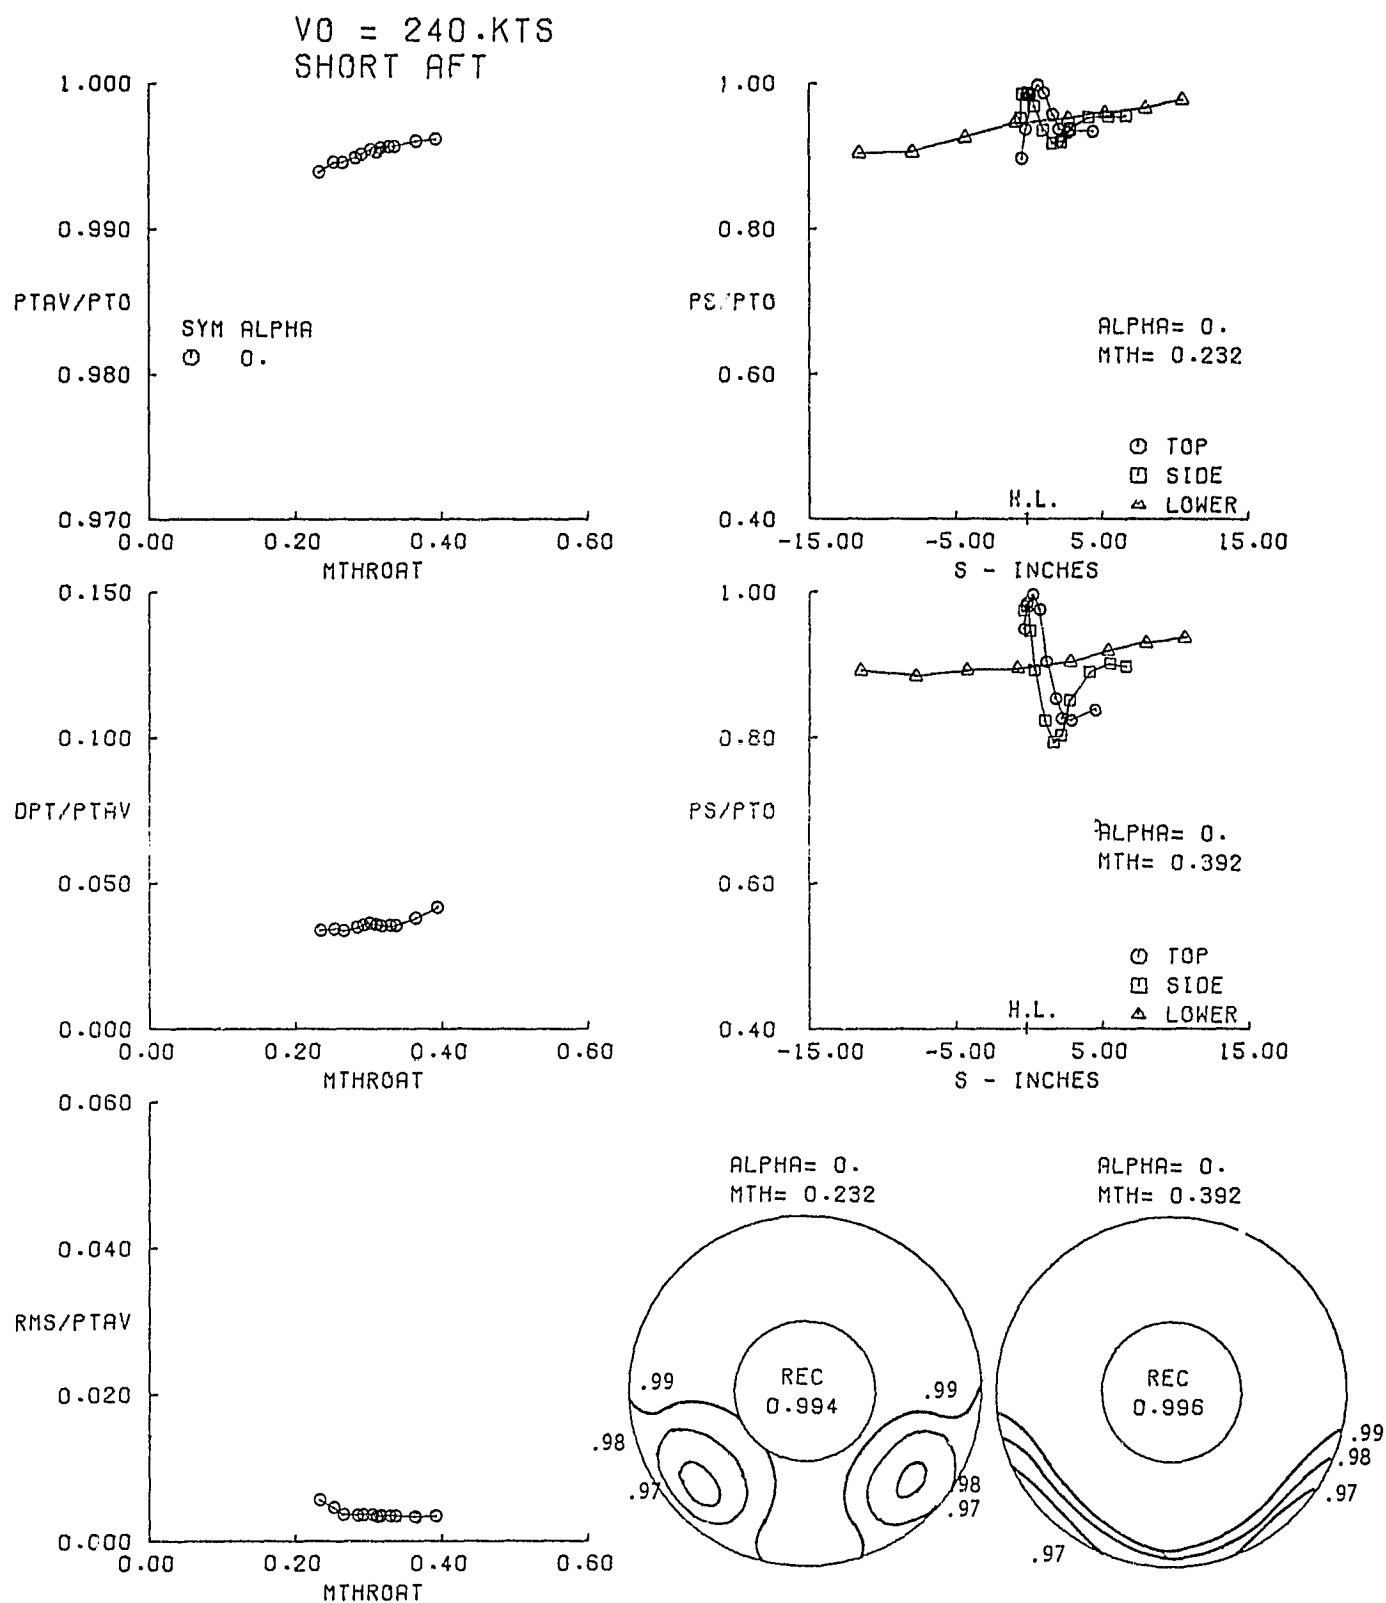 VO = 240.KTS
SHORT AFT
1.000
0.990
PTAV/PTO
0.980
0.970
SYM ALPHA
0.
0.00 0.20 0.40 0.60
MTHROAT
1.00
0.80
PS/PTO
0.60
0.40
ALPHA= 0.
MTH= 0.232
TOP
SIDE
LOWER
H.L.
-15.00 -5.00 5.00 15.00
S - INCHES
0.150
0.100
DPT/PTAV
0.050
0.000
0.00 0.20 0.40 0.60
MTHROAT
1.00
0.80
PS/PTO
0.60
0.40
ALPHA= 0.
MTH= 0.392
TOP
SIDE
LOWER
H.L.
-15.00 -5.00 5.00 15.00
S - INCHES
0.060
0.040
RMS/PTAV
0.020
0.000
0.00 0.20 0.40 0.60
MTHROAT
ALPHA= 0.
MTH= 0.232
REC
0.994
.99
.99
.98
.97
.98
.97
ALPHA= 0.
MTH= 0.392
REC
0.996
.99
.98
.97
.97